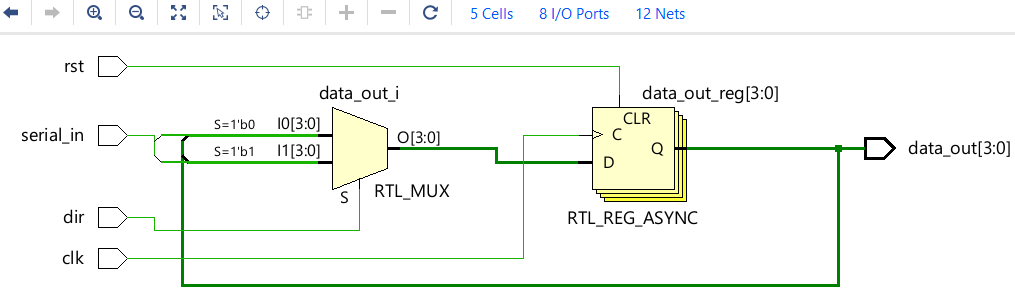 5 Cells 8 I/O Ports 12 Nets
rst
data_out_i
data_out_reg[3:0]
CLR
S=1'b0
I0[3:0]
serial_in
O[3:0]
C
S=1'b1
I1[3:0]
D
Q
data_out[3:0]
S
RTL_MUX
dir
RTL_REG_ASYNC
clk